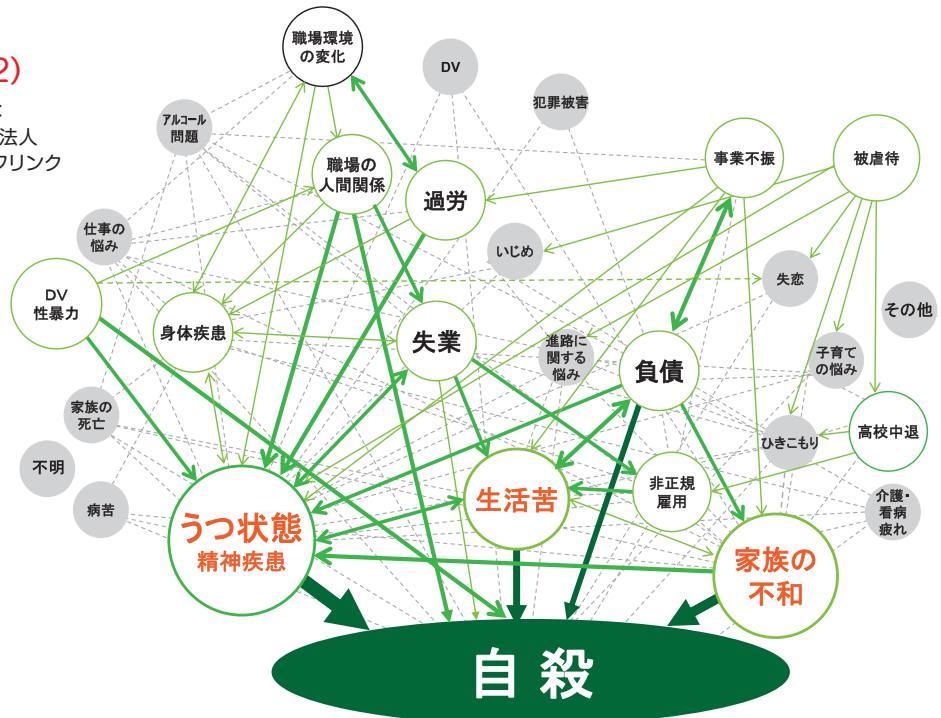 2)
法人
フリンク
職場環境
の変化
DV
犯罪被害
アルコール
問題
職場の
人間関係
過労
事業不振
被虐待
仕事の
悩み
いじめ
失恋
DV
性暴力
身体疾患
失業
進路に
関する
悩み
負債
その他
子育て
の悩み
家族の
死亡
ひきこもり
高校中退
不明
病苦
うつ状態
精神疾患
生活苦
非正規
雇用
介護・
看病
疲れ
家族の
不和
自殺